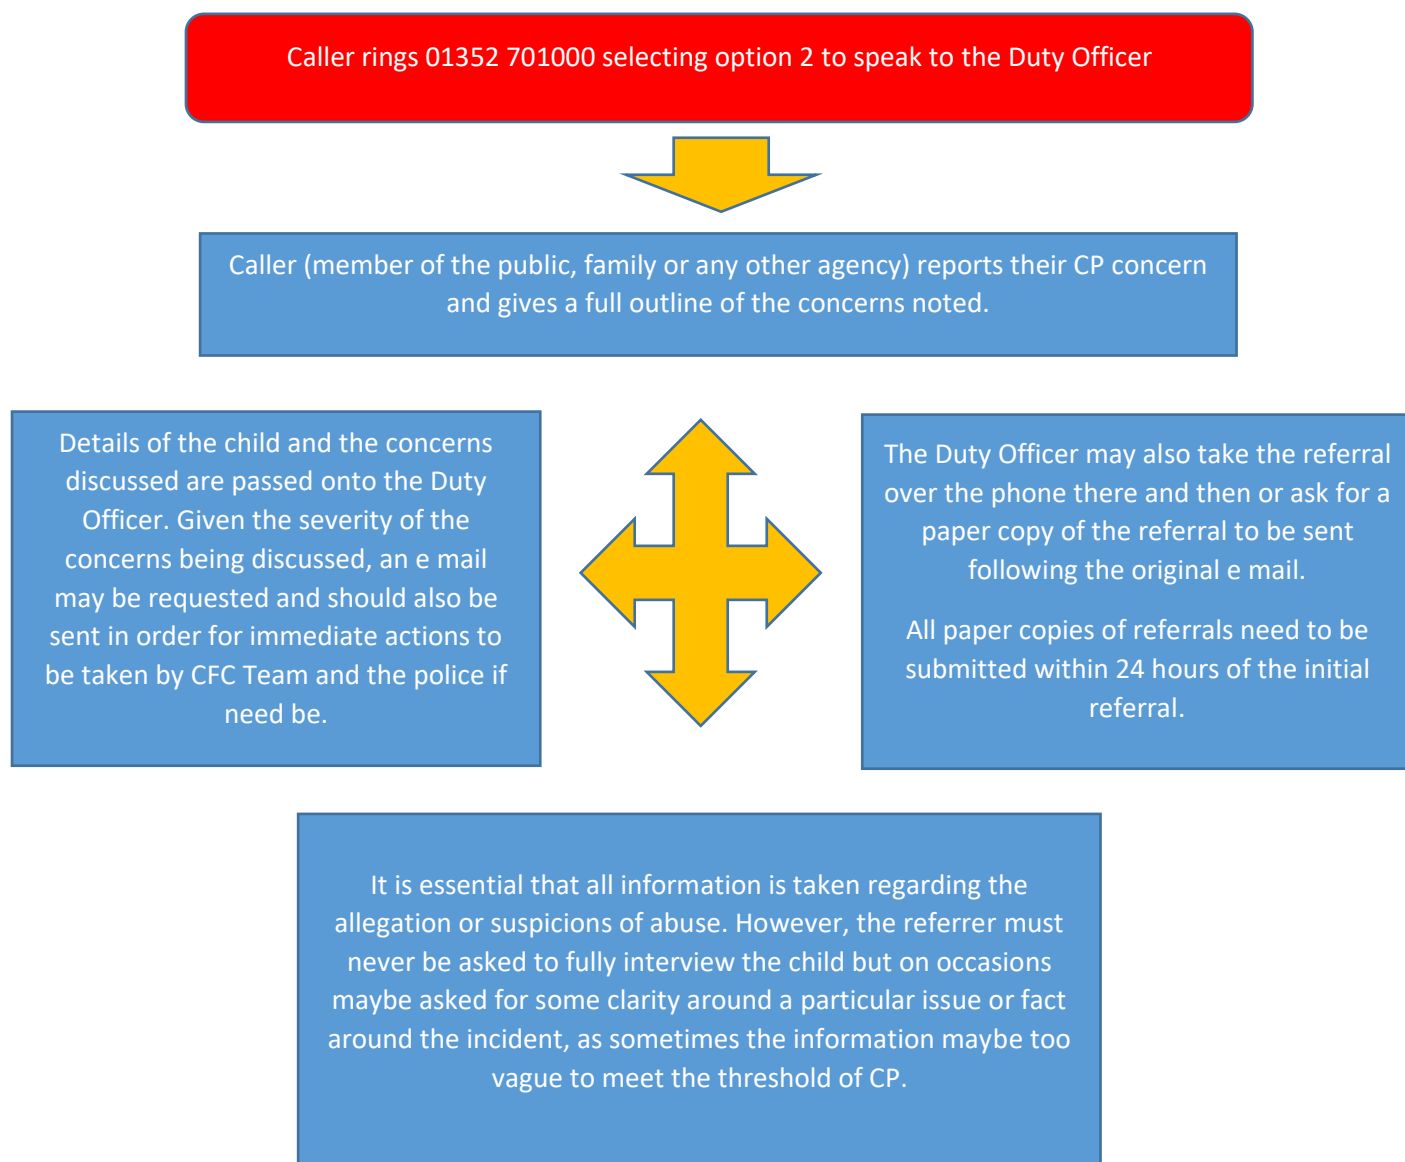 Caller rings 01352 701000 selecting option 2 to speak to the Duty Officer
Caller (member of the public, family or any other agency) reports their CP concern
and gives a full outline of the concerns noted.
Details of the child and the concerns
discussed are passed onto the Duty
Officer. Given the severity of the
concerns being discussed, an e mail
may be requested and should also be
sent in order for immediate actions to
be taken by CFC Team and the police if
need be.
The Duty Officer may also take the referral
over the phone there and then or ask for a
paper copy of the referral to be sent
following the original e mail.
All paper copies of referrals need to be
submitted within 24 hours of the initial
referral.
It is essential that all information is taken regarding the
allegation or suspicions of abuse. However, the referrer must
never be asked to fully interview the child but on occasions
maybe asked for some clarity around a particular issue or fact
around the incident, as sometimes the information maybe too
vague to meet the threshold of CP.